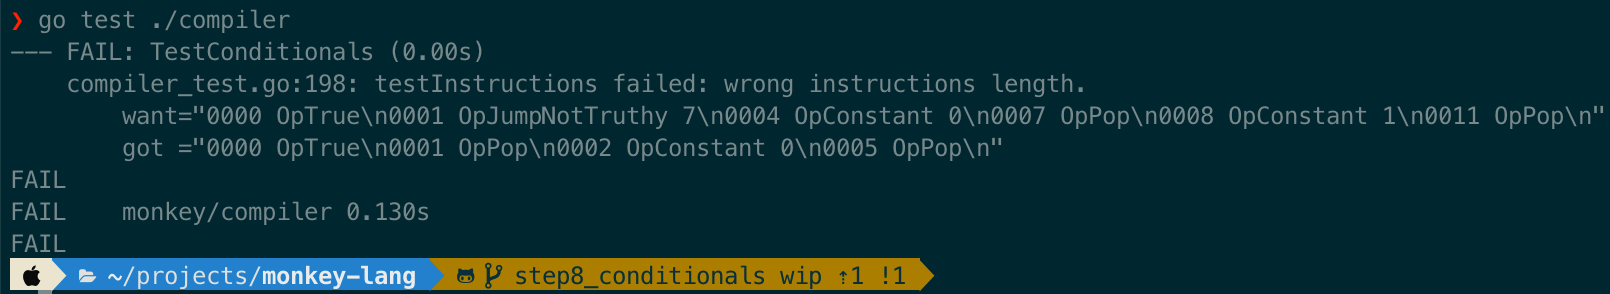 ❯ go test ./compiler
--- FAIL: TestConditionals (0.00s)
    compiler_test.go:198: testInstructions failed: wrong instructions length.
        want="0000 OpTrue\n0001 OpJumpNotTruthy 7\n0004 OpConstant 0\n0007 OpPop\n0008 OpConstant 1\n0011 OpPop\n"
        got ="0000 OpTrue\n0001 OpPop\n0002 OpConstant 0\n0005 OpPop\n"
FAIL
FAIL    monkey/compiler 0.130s
FAIL
~/projects/monkey-lang step8_conditionals wip ⇡1 !1